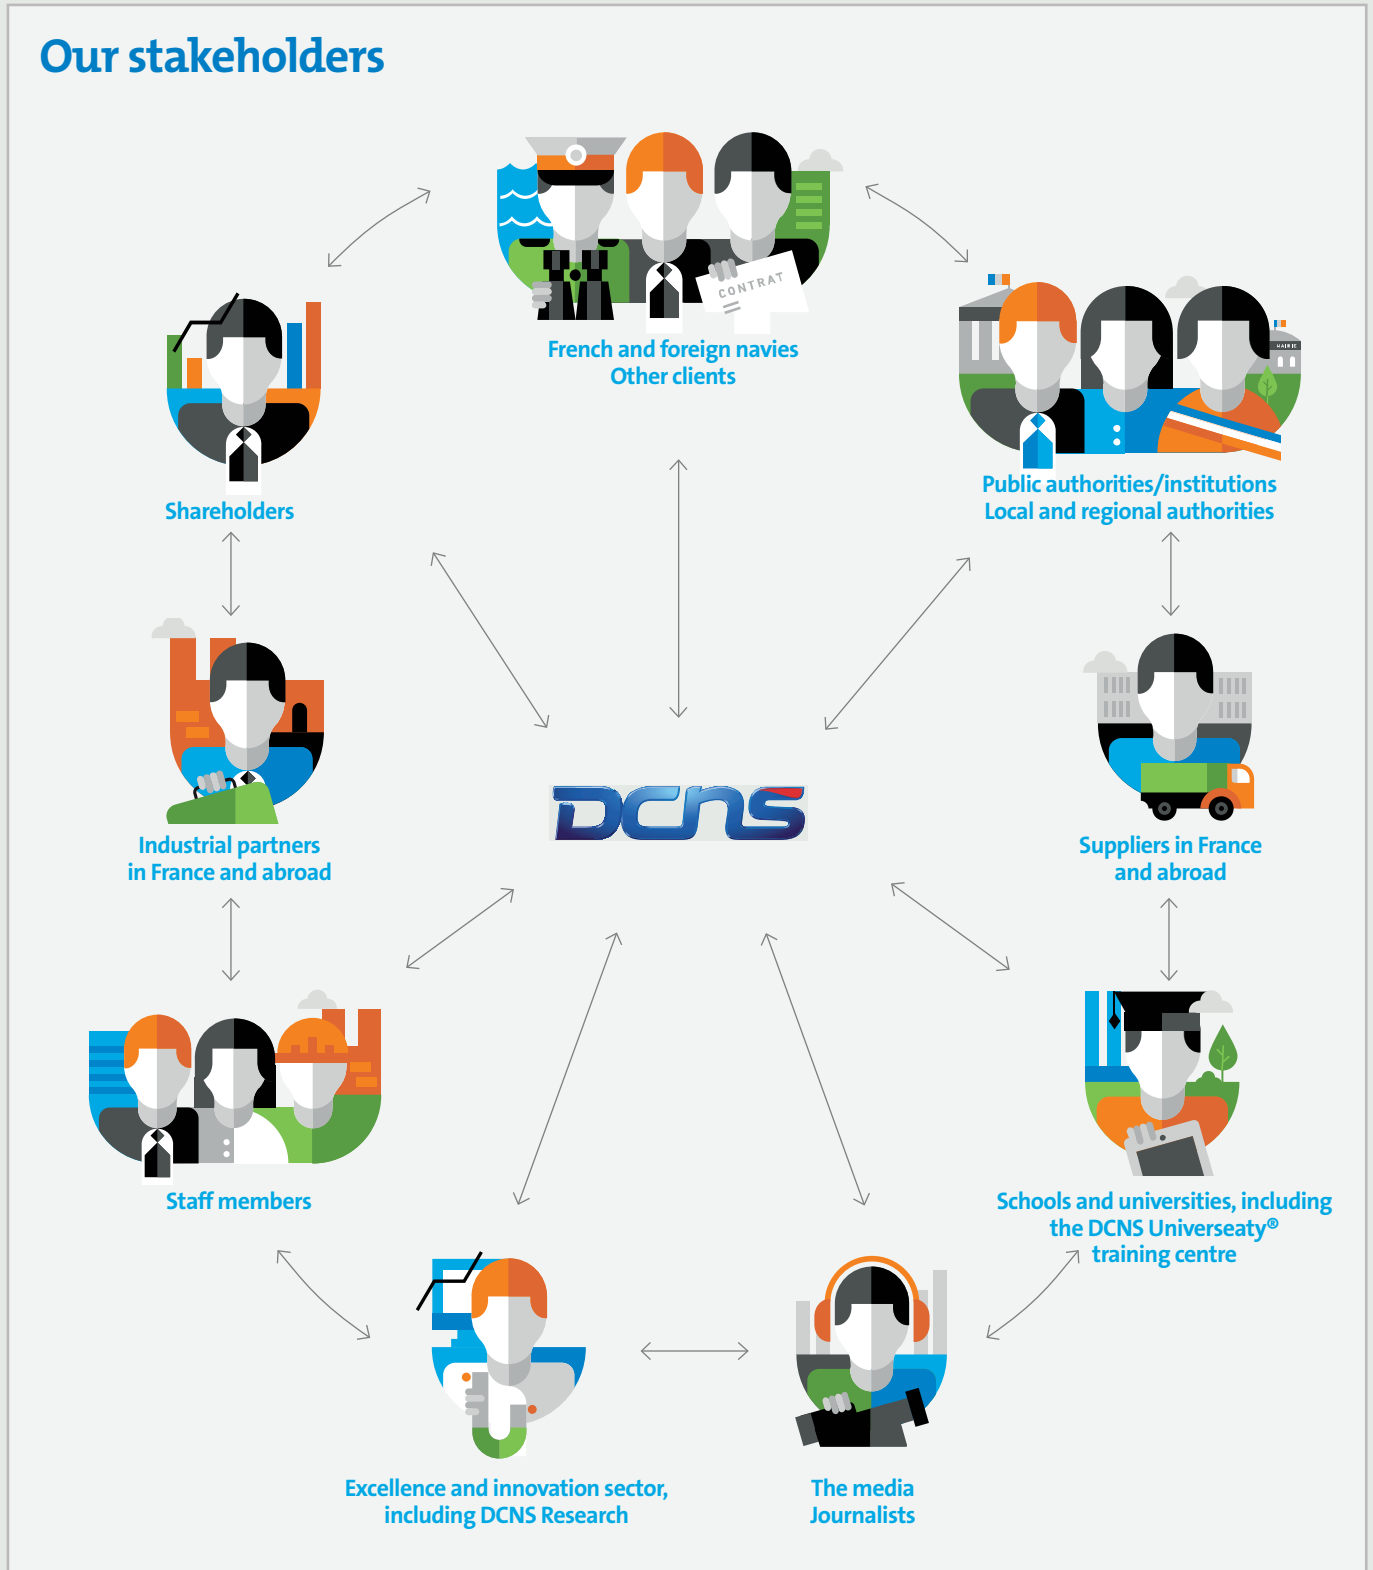 Our stakeholders
CONTRAT
French and foreign navies
Other clients
MAIRIE
Public authorities/institutions
Local and regional authorities
Shareholders
Industrial partners
in France and abroad
DCNS
Suppliers in France
and abroad
Staff members
Schools and universities, including
the DCNS Universeaty®
training centre
Excellence and innovation sector,
including DCNS Research
The media
Journalists